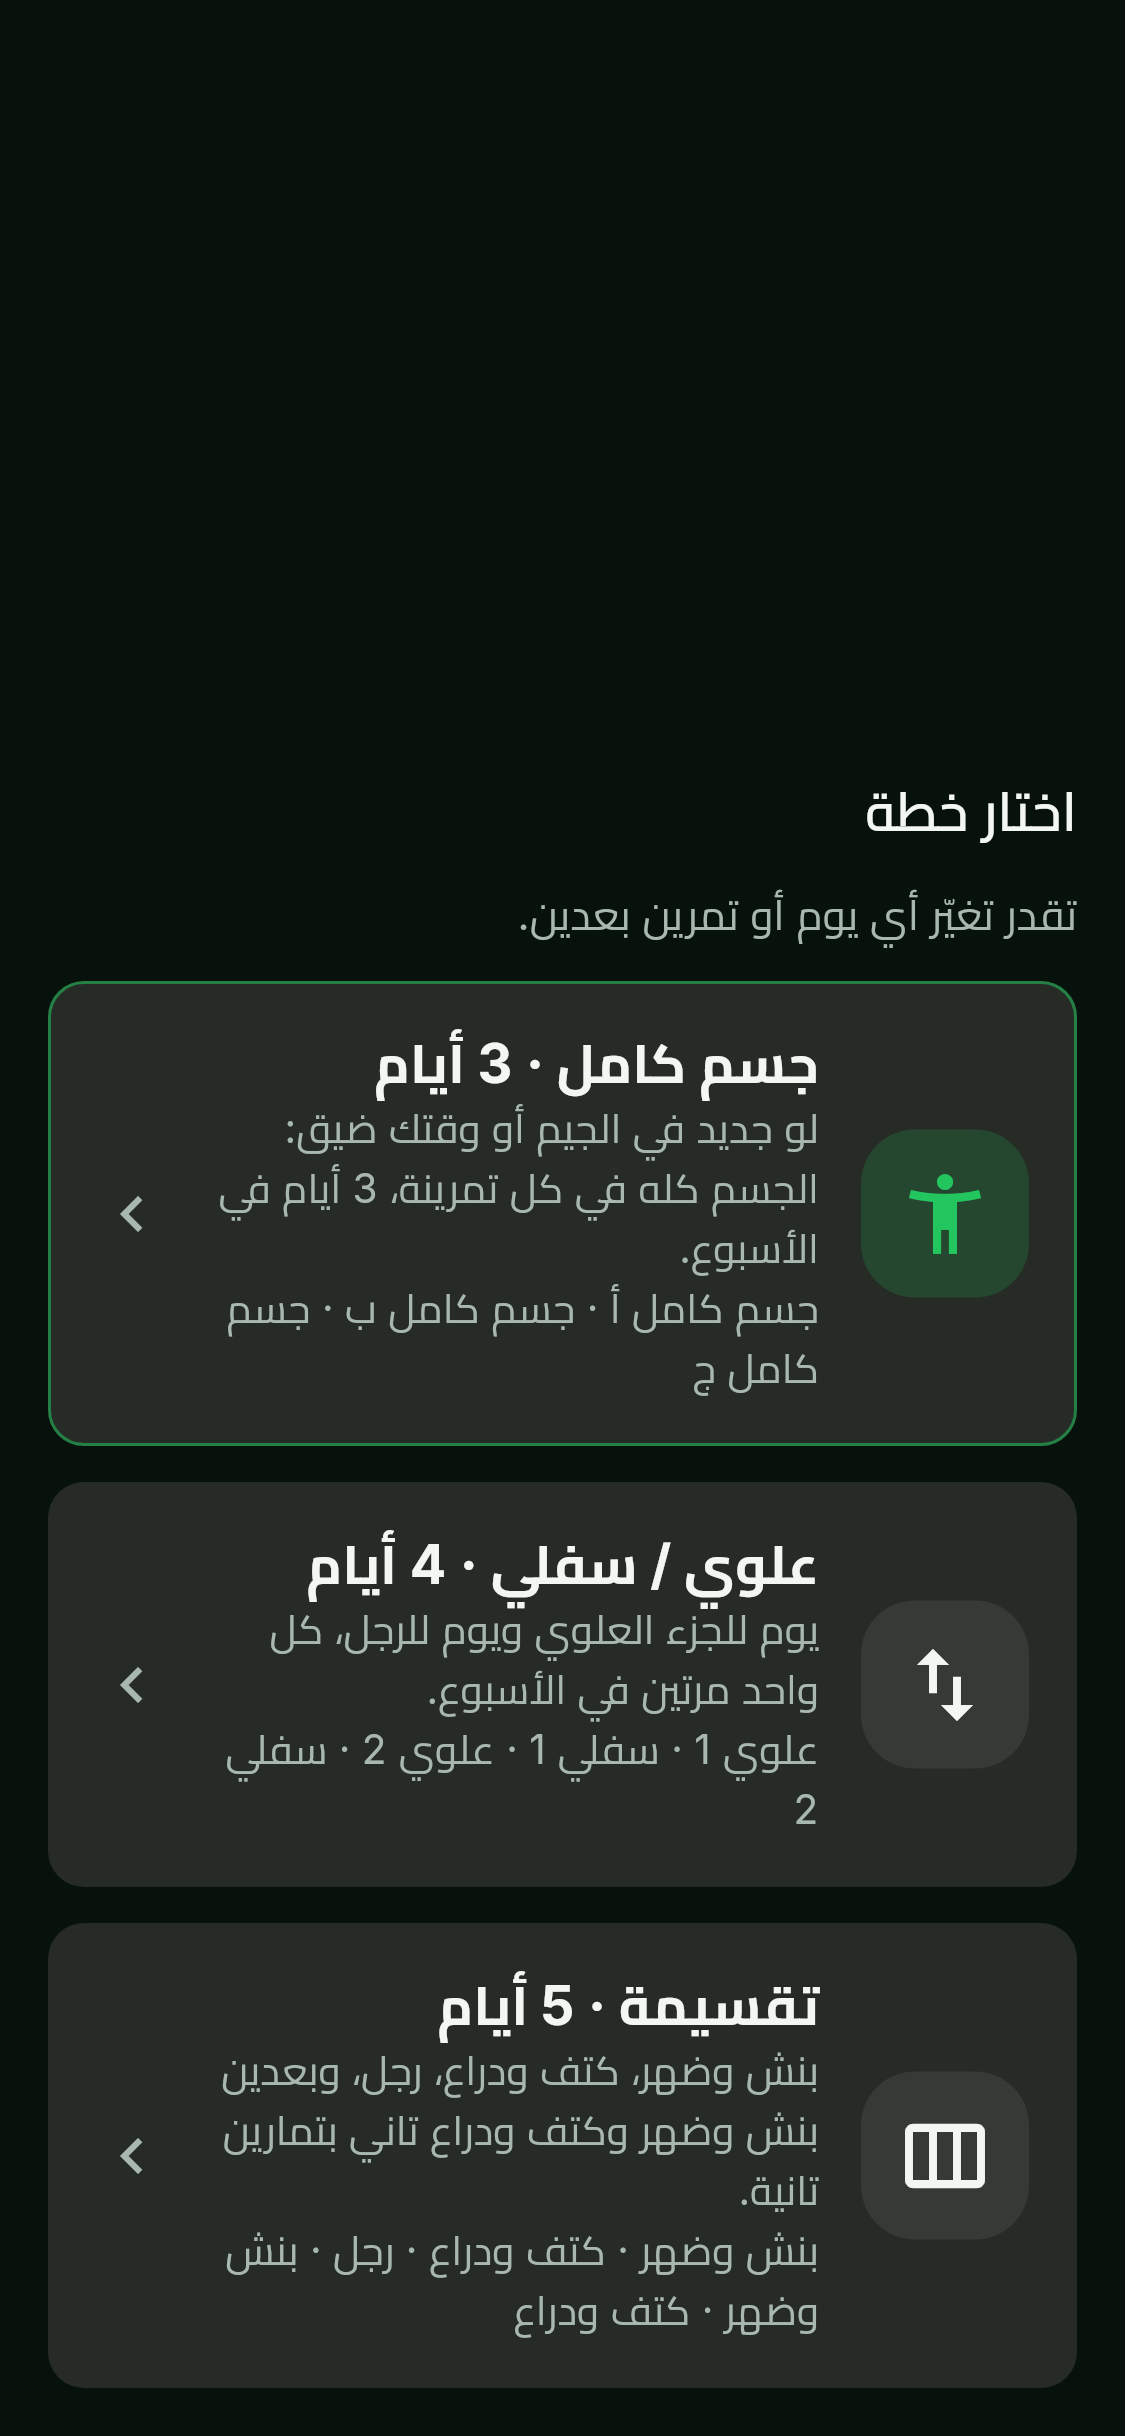 اختار خطة
تقدر تغيّر أي يوم أو تمرين بعدين.
جسم كامل · 3 أيام
لو جديد في الجيم أو وقتك ضيق:
الجسم كله في كل تمرينة، 3 أيام في
الأسبوع.
جسم كامل أ · جسم كامل ب · جسم
كامل ج
علوي / سفلي · 4 أيام
يوم للجزء العلوي ويوم للرجل، كل
واحد مرتين في الأسبوع.
علوي 1 · سفلي 1 · علوي 2 · سفلي
2
تقسيمة · 5 أيام
بنش وضهر، كتف ودراع، رجل، وبعدين
بنش وضهر وكتف ودراع تاني بتمارين
تانية.
بنش وضهر · كتف ودراع · رجل · بنش
وضهر · كتف ودراع